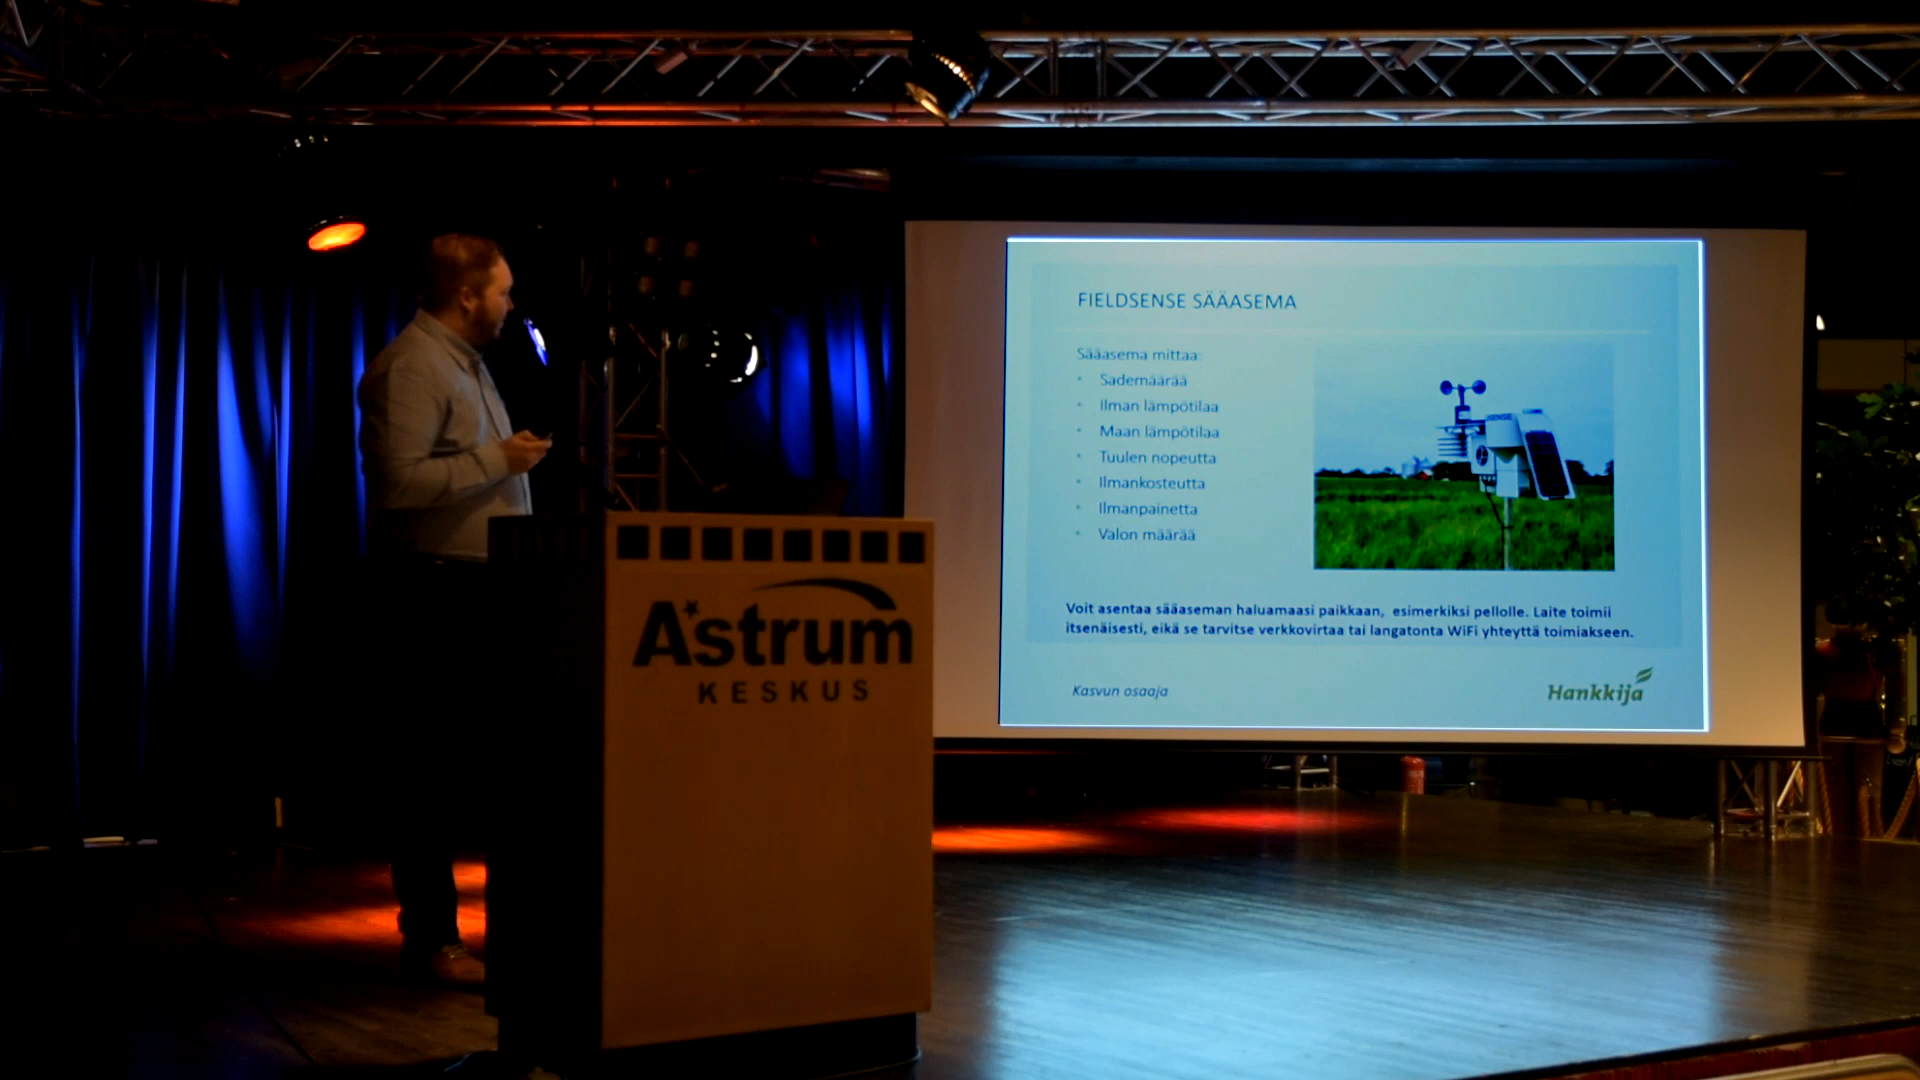 FIELDSENSE SÄÄASEMA
Sääasema mittaa:
• Sademäärää
• Ilman lämpötilaa
• Maan lämpötilaa
• Tuulen nopeutta
• Ilmankosteutta
• Ilmanpainetta
• Valon määrää
Voit asentaa sääaseman haluamaasi paikkaan, esimerkiksi pellolle. Laite toimii
itsenäisesti, eikä se tarvitse verkkovirtaa tai langatonta WiFi yhteyttä toimiakseen.
Kasvun osaaja
Hankkija
Astrum
KESKUS